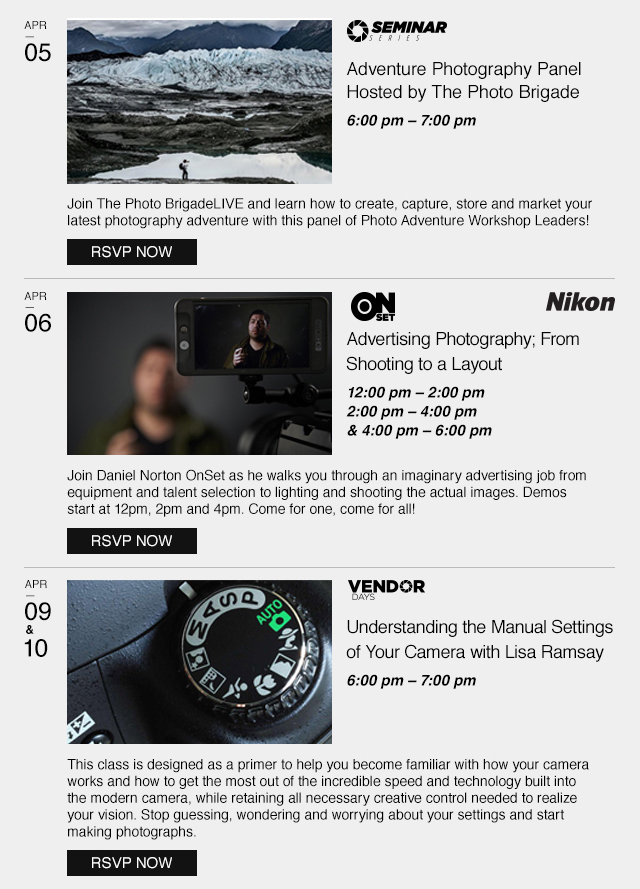 APR
05
SEMINAR
SERIES
Adventure Photography Panel
Hosted by The Photo Brigade
6:00 pm – 7:00 pm
Join The Photo BrigadeLIVE and learn how to create, capture, store and market your
latest photography adventure with this panel of Photo Adventure Workshop Leaders!
RSVP NOW
APR
06
ON
SET
Nikon
Advertising Photography; From
Shooting to a Layout
12:00 pm – 2:00 pm
2:00 pm – 4:00 pm
& 4:00 pm – 6:00 pm
Join Daniel Norton OnSet as he walks you through an imaginary advertising job from
equipment and talent selection to lighting and shooting the actual images. Demos
start at 12pm, 2pm and 4pm. Come for one, come for all!
RSVP NOW
APR
09
&
10
M A S P
AUTO
VENDOR
DAYS
Understanding the Manual Settings
of Your Camera with Lisa Ramsay
6:00 pm – 7:00 pm
This class is designed as a primer to help you become familiar with how your camera
works and how to get the most out of the incredible speed and technology built into
the modern camera, while retaining all necessary creative control needed to realize
your vision. Stop guessing, wondering and worrying about your settings and start
making photographs.
RSVP NOW